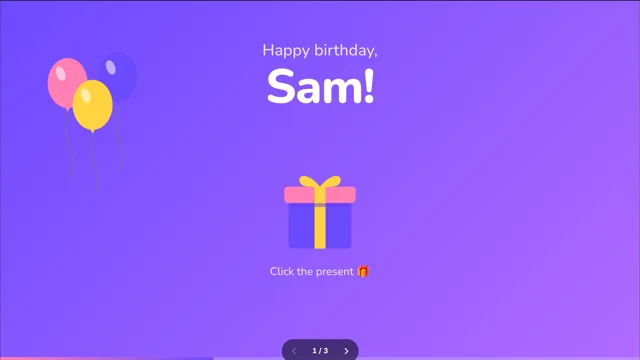 Happy birthday,
Sam!
Click the present 🎁
1 / 3